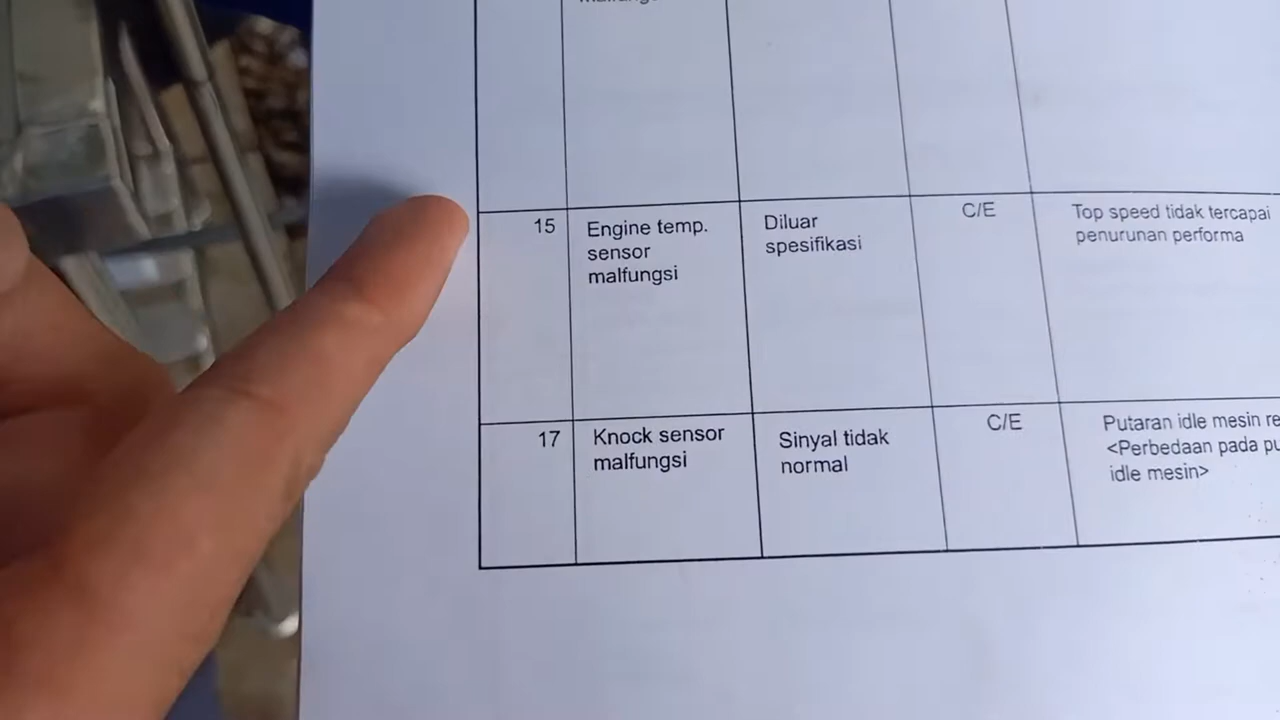 15
Engine temp.
sensor
malfungsi
Diluar
spesifikasi
C/E
Top speed tidak tercapai
penurunan performa
17
Knock sensor
malfungsi
Sinyal tidak
normal
C/E
Putaran idle mesin
<Perbedaan pada
idle mesin>